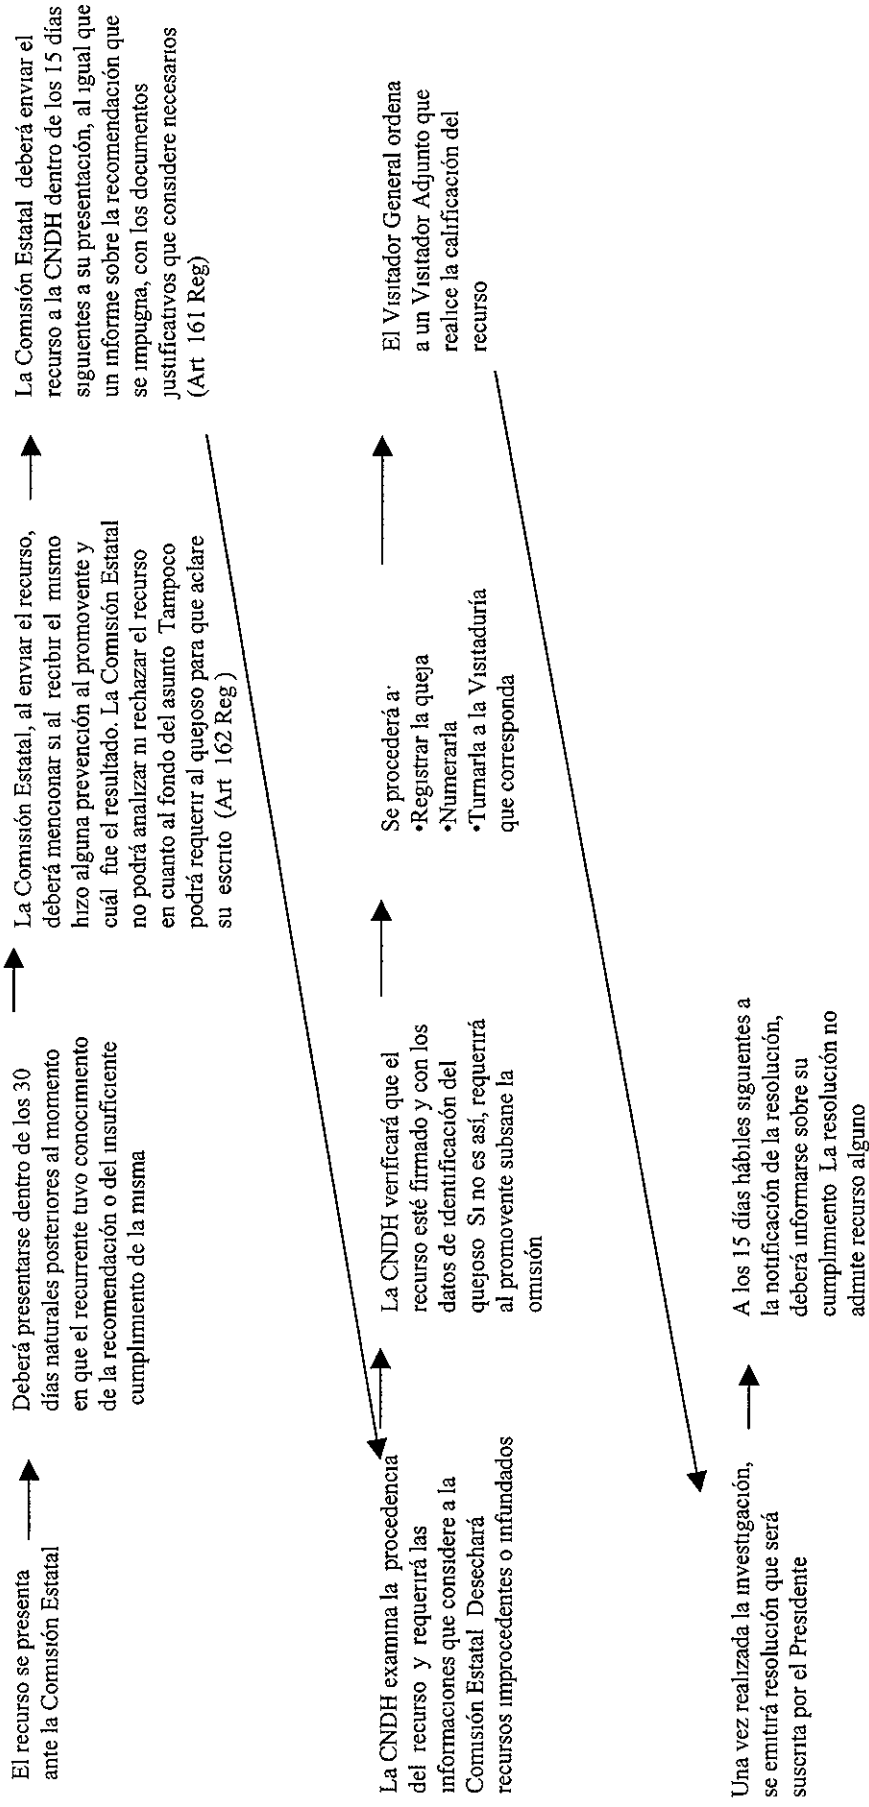 El recurso se presenta
ante la Comisión Estatal
Deberá presentarse dentro de los 30
días naturales posteriores al momento
en que el recurrente tuvo conocimiento
de la recomendación o del insuficiente
cumplimiento de la misma
La Comisión Estatal, al enviar el recurso,
deberá mencionar si al recibir el mismo
hizo alguna prevención al promovente y
cuál fue el resultado. La Comisión Estatal
no podrá analizar ni rechazar el recurso
en cuanto al fondo del asunto Tampoco
podrá requerir al quejoso para que aclare
su escrito (Art 162 Reg )
La Comisión Estatal deberá enviar el
recurso a la CNDH dentro de los 15 días
siguientes a su presentación, al igual que
un informe sobre la recomendación que
se impugna, con los documentos
justificativos que considere necesarios
(Art 161 Reg)
La CNDH examina la procedencia
del recurso y requerirá las
informaciones que considere a la
Comisión Estatal Desechará
recursos improcedentes o infundados
La CNDH verificará que el
recurso esté firmado y con los
datos de identificación del
quejoso Si no es así, requerirá
al promovente subsane la
omisión
Se procederá a:
•Registrar la queja
•Numerarla
•Turnarla a la Visitaduría
que corresponda
El Visitador General ordena
a un Visitador Adjunto que
realice la calificación del
recurso
Una vez realizada la investigación,
se emitirá resolución que será
suscrita por el Presidente
A los 15 días hábiles siguientes a
la notificación de la resolución,
deberá informarse sobre su
cumplimiento La resolución no
admite recurso alguno